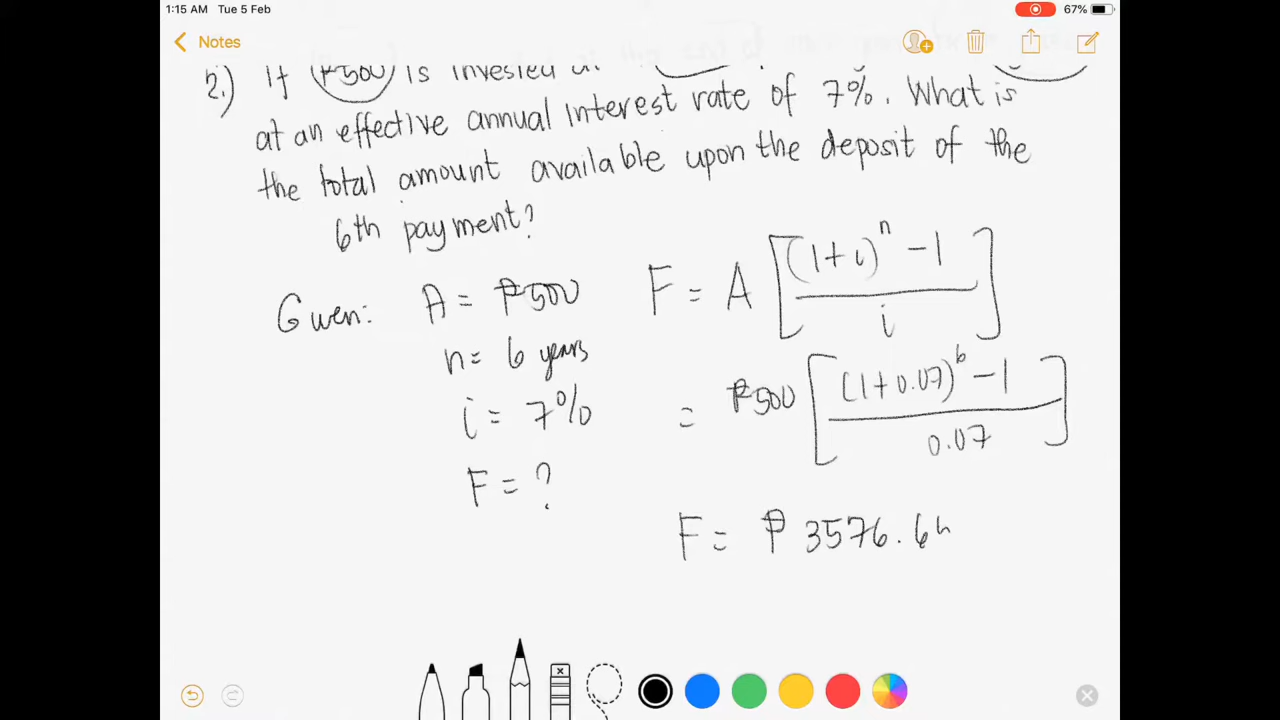 1:15 AM Tue 5 Feb
67%
Notes
2.) If ₱500 is invested at
at an effective annual interest rate of 7%. What is
the total amount available upon the deposit of the
6th payment?
Given: A = ₱500
n = 6 years
i = 7%
F = ?
F = A [ (1+i)^n - 1 / i ]
= ₱500 [ (1+0.07)^6 - 1 / 0.07 ]
F = ₱ 3576.6